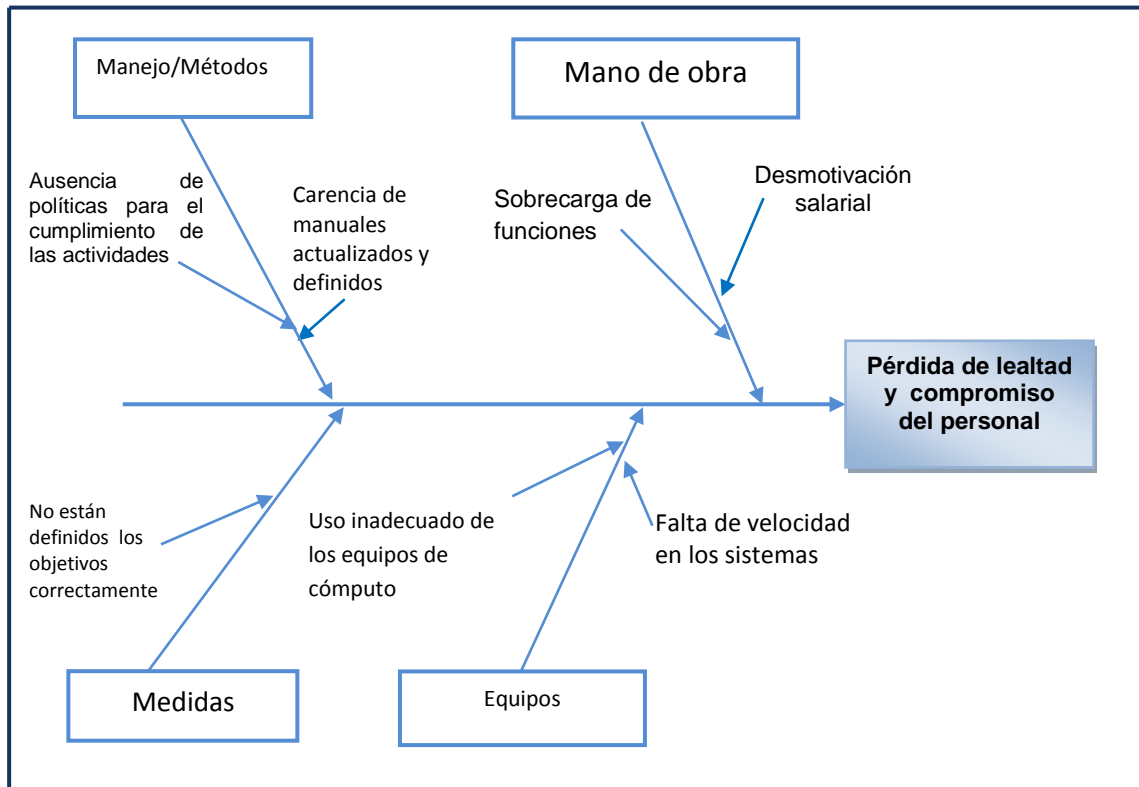 Manejo/Métodos
Mano de obra
Ausencia de
políticas para el
cumplimiento de
las actividades
Carencia de
manuales
actualizados y
definidos
Sobrecarga de
funciones
Desmotivación
salarial
Pérdida de lealtad
y compromiso
del personal
No están
definidos los
objetivos
correctamente
Uso inadecuado de
los equipos de
cómputo
Falta de velocidad
en los sistemas
Medidas
Equipos